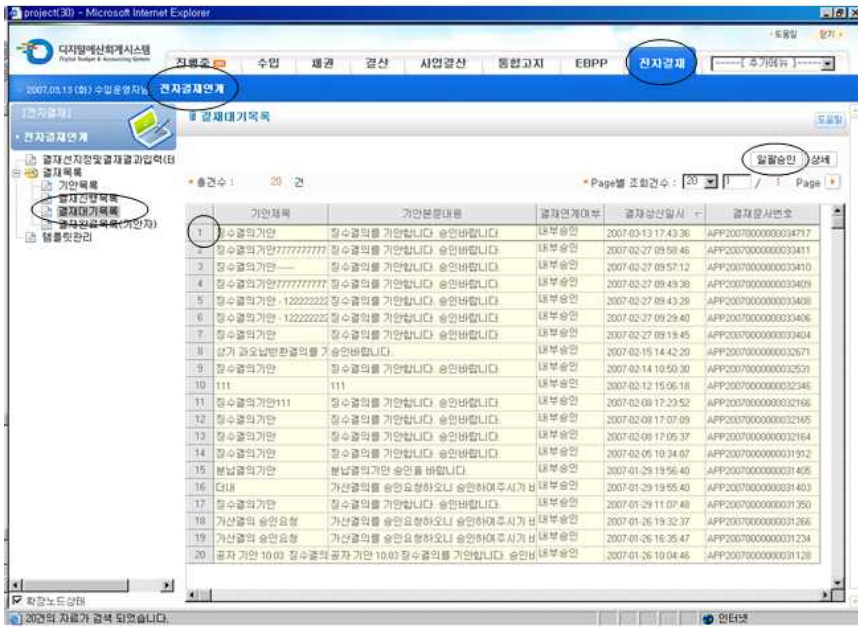 project(30) - Microsoft Internet Explorer
도움말 닫기
디지털예산회계시스템
Digital Budget & Accounting System
진행중 수입 채권 결산 사업결산 통합고지 EBPP 전자결재 -----[ 추가메뉴 ]-----
2007.03.13 (화) 수입운영자님 전자결재연계
[전자결재]
전자결재연계
결재대기목록 도움말
결재선지정및결재결과입력(테
결재목록
기안목록
결재진행목록
결재대기목록
결재완료목록(기안자)
템플릿관리
일괄승인 상세
총건수 : 20 건 Page별 조회건수 : 20 1 / 1 Page
기안제목 기안본문내용 결재연계여부 결재상신일시 결재문서번호
1 징수결의기안 징수결의를 기안합니다. 승인바랍니다. 내부승인 2007-03-13 17:43:36 APP20070000000034717
2 징수결의기안7777777777 징수결의를 기안합니다. 승인바랍니다. 내부승인 2007-02-27 09:58:46 APP20070000000033411
3 징수결의기안----- 징수결의를 기안합니다. 승인바랍니다. 내부승인 2007-02-27 09:57:12 APP20070000000033410
4 징수결의기안7777777777 징수결의를 기안합니다. 승인바랍니다. 내부승인 2007-02-27 09:49:38 APP20070000000033409
5 징수결의기안 - 122222222 징수결의를 기안합니다. 승인바랍니다. 내부승인 2007-02-27 09:43:28 APP20070000000033408
6 징수결의기안 - 122222222 징수결의를 기안합니다. 승인바랍니다. 내부승인 2007-02-27 09:29:40 APP20070000000033406
7 징수결의기안 징수결의를 기안합니다. 승인바랍니다. 내부승인 2007-02-27 09:19:45 APP20070000000033404
8 상기 과오납반환결의를 기 승인바랍니다. 내부승인 2007-02-15 14:42:20 APP20070000000032671
9 징수결의기안 징수결의를 기안합니다. 승인바랍니다. 내부승인 2007-02-14 10:50:30 APP20070000000032531
10 111 111 내부승인 2007-02-12 15:06:18 APP20070000000032346
11 징수결의기안111 징수결의를 기안합니다. 승인바랍니다. 내부승인 2007-02-08 17:23:52 APP20070000000032166
12 징수결의기안 징수결의를 기안합니다. 승인바랍니다. 내부승인 2007-02-08 17:07:09 APP20070000000032165
13 징수결의기안 징수결의를 기안합니다. 승인바랍니다. 내부승인 2007-02-08 17:05:37 APP20070000000032164
14 징수결의기안 징수결의를 기안합니다. 승인바랍니다. 내부승인 2007-02-05 10:34:07 APP20070000000031912
15 분납결의기안 분납결의기안 승인을 바랍니다. 내부승인 2007-01-29 19:56:40 APP20070000000031405
16 더내 가산결의를 승인요청하오니 승인하여주시기 바 내부승인 2007-01-29 19:55:40 APP20070000000031403
17 징수결의기안 징수결의를 기안합니다. 승인바랍니다. 내부승인 2007-01-29 11:07:48 APP20070000000031350
18 가산결의 승인요청 가산결의를 승인요청하오니 승인하여주시기 바 내부승인 2007-01-26 19:32:37 APP20070000000031266
19 가산결의 승인요청 가산결의를 승인요청하오니 승인하여주시기 바 내부승인 2007-01-26 16:35:47 APP20070000000031234
20 공자 기안 10:03 징수결의 공자 기안 10:03 징수결의를 기안합니다. 승인바 내부승인 2007-01-26 10:04:46 APP20070000000031128
확장노드상태
20건의 자료가 검색 되었습니다. 인터넷